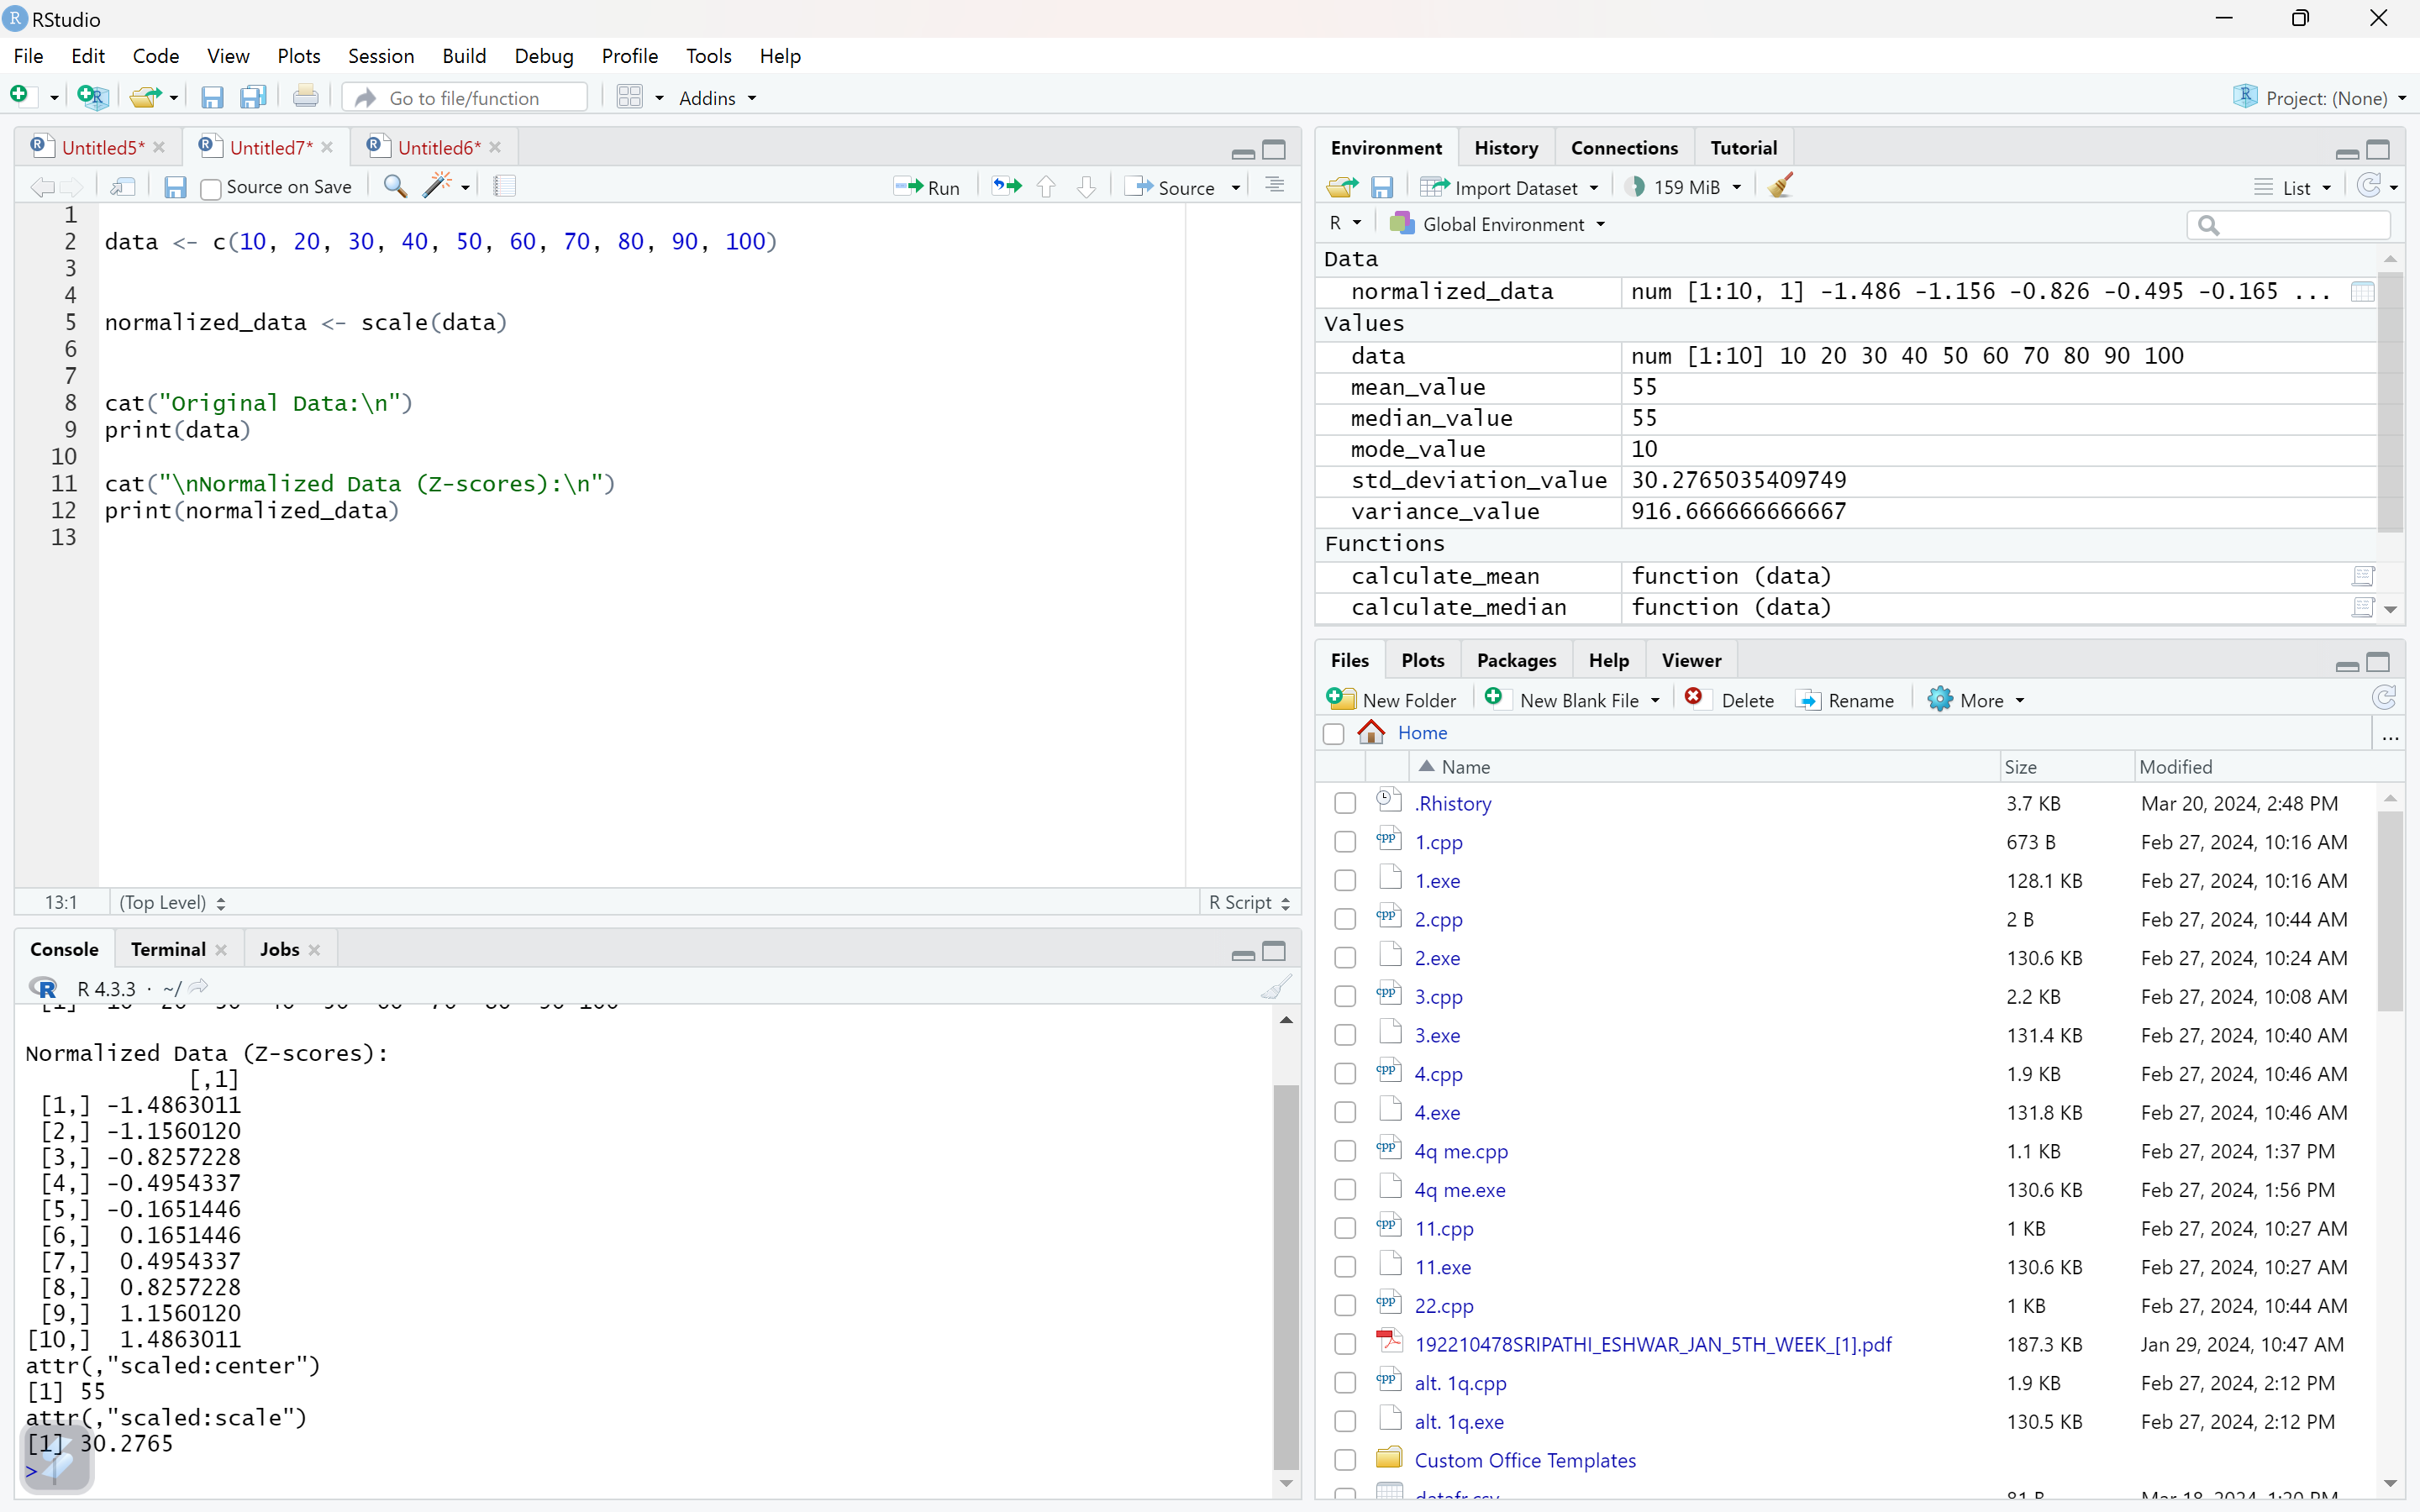 RStudio
File Edit Code View Plots Session Build Debug Profile Tools Help
Go to file/function Addins Project: (None)
Untitled5* Untitled7* Untitled6*
Source on Save Run Source
1
2 data <- c(10, 20, 30, 40, 50, 60, 70, 80, 90, 100)
3
4
5 normalized_data <- scale(data)
6
7
8 cat("Original Data:\n")
9 print(data)
10
11 cat("\nNormalized Data (Z-scores):\n")
12 print(normalized_data)
13
13:1 (Top Level) R Script
Console Terminal Jobs
R 4.3.3 · ~/
[1] 10 20 30 40 50 60 70 80 90 100
Normalized Data (Z-scores):
[,1]
[1,] -1.4863011
[2,] -1.1560120
[3,] -0.8257228
[4,] -0.4954337
[5,] -0.1651446
[6,] 0.1651446
[7,] 0.4954337
[8,] 0.8257228
[9,] 1.1560120
[10,] 1.4863011
attr(,"scaled:center")
[1] 55
attr(,"scaled:scale")
[1] 30.2765
>
Environment History Connections Tutorial
Import Dataset 159 MiB List
R Global Environment
Data
normalized_data num [1:10, 1] -1.486 -1.156 -0.826 -0.495 -0.165 ...
Values
data num [1:10] 10 20 30 40 50 60 70 80 90 100
mean_value 55
median_value 55
mode_value 10
std_deviation_value 30.2765035409749
variance_value 916.666666666667
Functions
calculate_mean function (data)
calculate_median function (data)
Files Plots Packages Help Viewer
New Folder New Blank File Delete Rename More
Home ...
Name Size Modified
.Rhistory 3.7 KB Mar 20, 2024, 2:48 PM
1.cpp 673 B Feb 27, 2024, 10:16 AM
1.exe 128.1 KB Feb 27, 2024, 10:16 AM
2.cpp 2 B Feb 27, 2024, 10:44 AM
2.exe 130.6 KB Feb 27, 2024, 10:24 AM
3.cpp 2.2 KB Feb 27, 2024, 10:08 AM
3.exe 131.4 KB Feb 27, 2024, 10:40 AM
4.cpp 1.9 KB Feb 27, 2024, 10:46 AM
4.exe 131.8 KB Feb 27, 2024, 10:46 AM
4q me.cpp 1.1 KB Feb 27, 2024, 1:37 PM
4q me.exe 130.6 KB Feb 27, 2024, 1:56 PM
11.cpp 1 KB Feb 27, 2024, 10:27 AM
11.exe 130.6 KB Feb 27, 2024, 10:27 AM
22.cpp 1 KB Feb 27, 2024, 10:44 AM
192210478SRIPATHI_ESHWAR_JAN_5TH_WEEK_[1].pdf 187.3 KB Jan 29, 2024, 10:47 AM
alt. 1q.cpp 1.9 KB Feb 27, 2024, 2:12 PM
alt. 1q.exe 130.5 KB Feb 27, 2024, 2:12 PM
Custom Office Templates